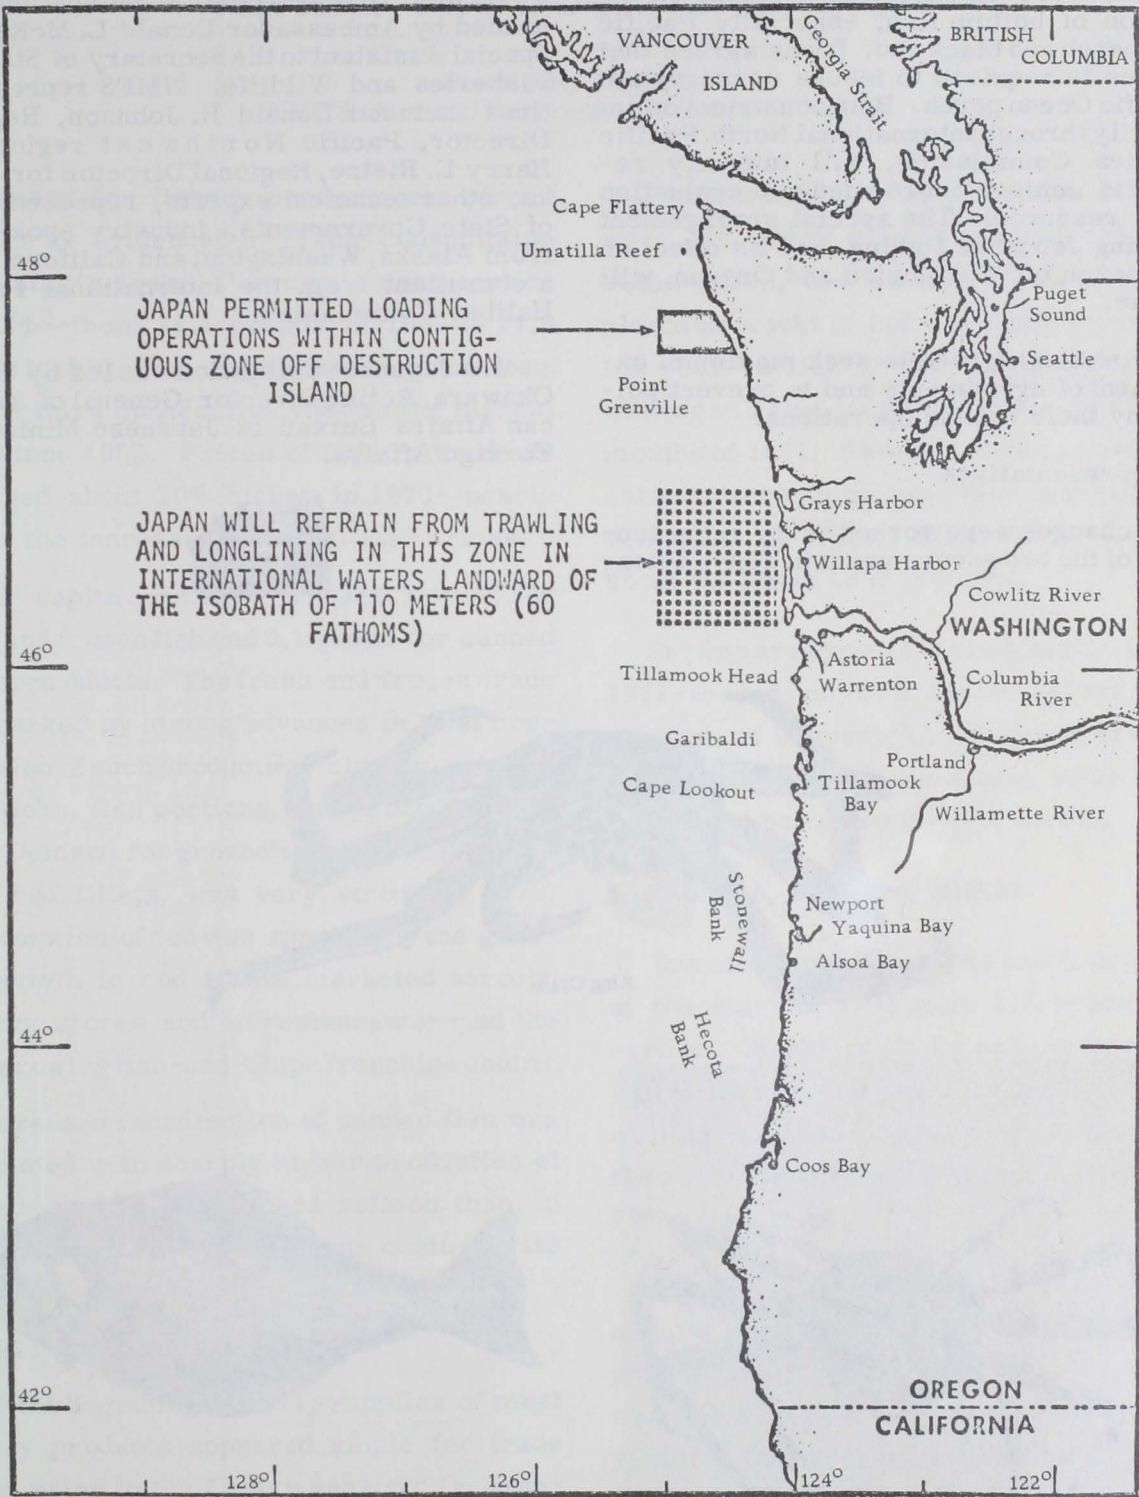 VANCOUVER
ISLAND
Georgia Strait
BRITISH
COLUMBIA
Cape Flattery
Umatilla Reef
48°
JAPAN PERMITTED LOADING
OPERATIONS WITHIN CONTIG-
UOUS ZONE OFF DESTRUCTION
ISLAND
Puget
Sound
Seattle
Point
Grenville
Grays Harbor
JAPAN WILL REFRAIN FROM TRAWLING
AND LONGLINING IN THIS ZONE IN
INTERNATIONAL WATERS LANDWARD OF
THE ISOBATH OF 110 METERS (60
FATHOMS)
Willapa Harbor
Cowlitz River
WASHINGTON
46°
Astoria
Warrenton
Tillamook Head
Columbia
River
Garibaldi
Portland
Cape Lookout
Tillamook
Bay
Willamette River
Stonewall
Bank
Newport
Yaquina Bay
Alsoa Bay
44°
Hecota
Bank
Coos Bay
42°
OREGON
CALIFORNIA
128°
126°
124°
122°